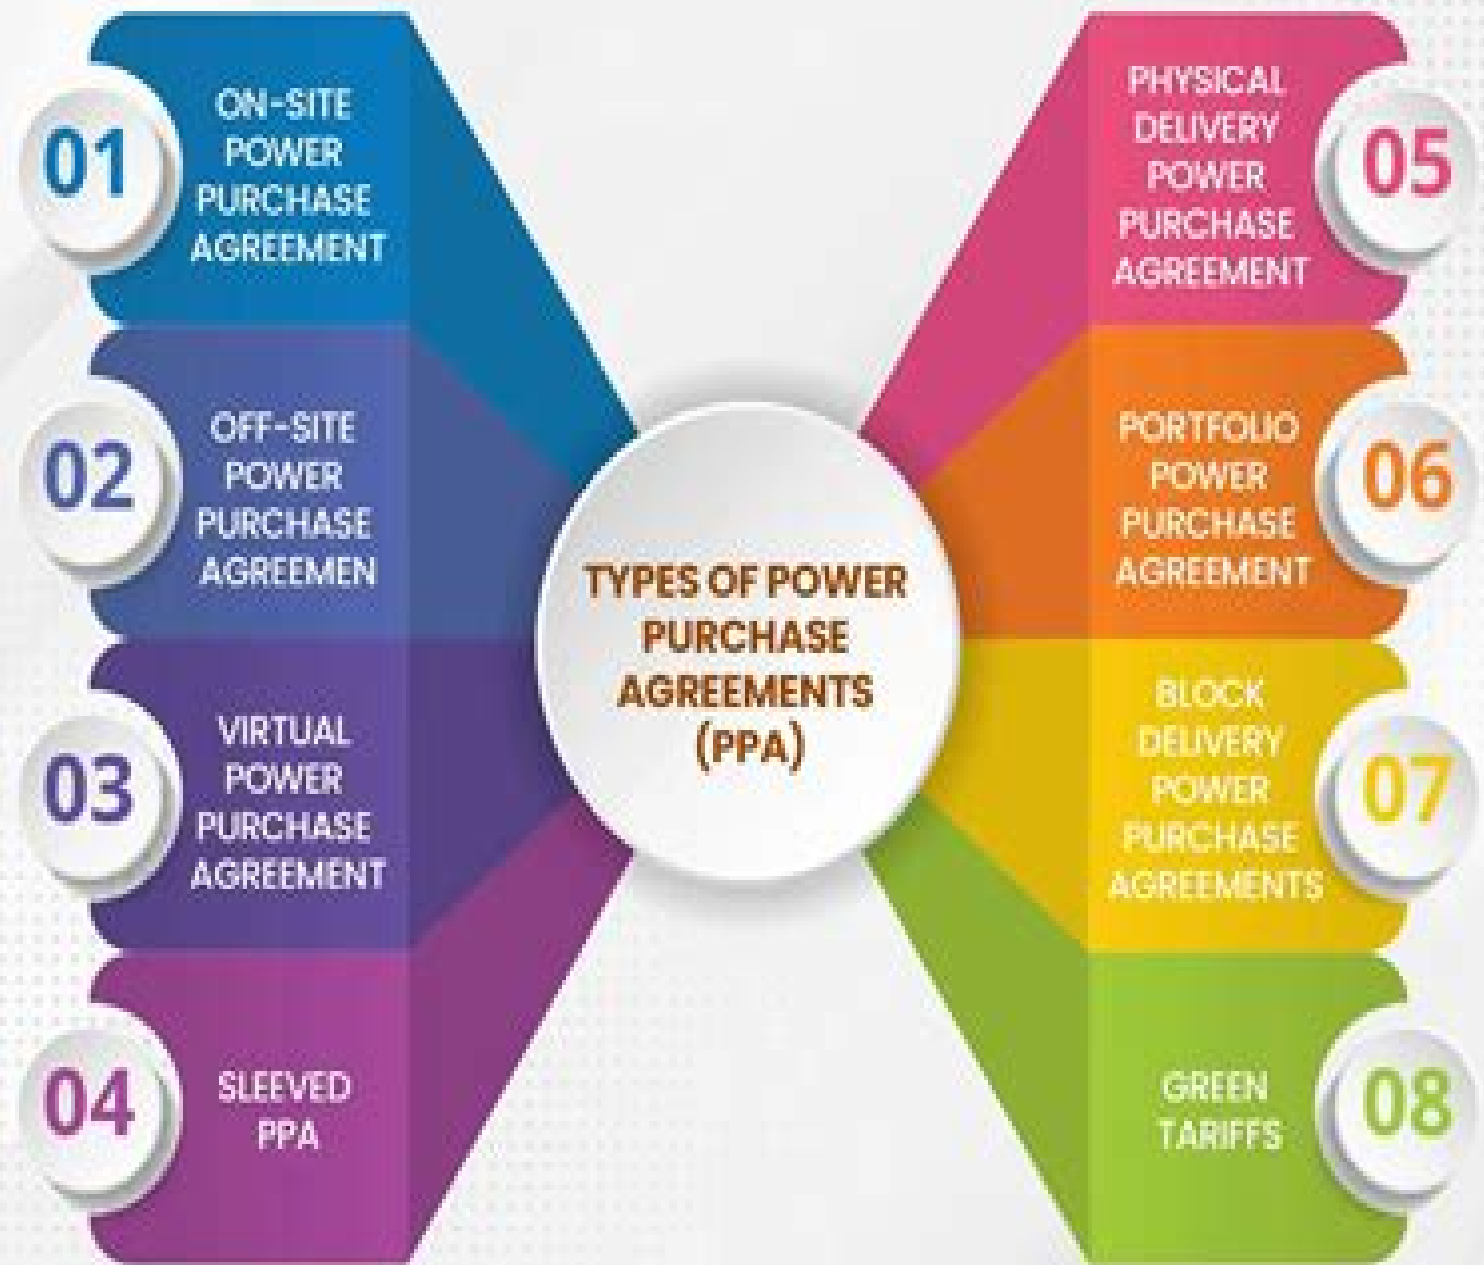 01
ON-SITE
POWER
PURCHASE
AGREEMENT
02
OFF-SITE
POWER
PURCHASE
AGREEMEN
03
VIRTUAL
POWER
PURCHASE
AGREEMENT
04
SLEEVED
PPA
TYPES OF POWER
PURCHASE
AGREEMENTS
(PPA)
PHYSICAL
DELIVERY
POWER
PURCHASE
AGREEMENT
05
PORTFOLIO
POWER
PURCHASE
AGREEMENT
06
BLOCK
DELIVERY
POWER
PURCHASE
AGREEMENTS
07
GREEN
TARIFFS
08